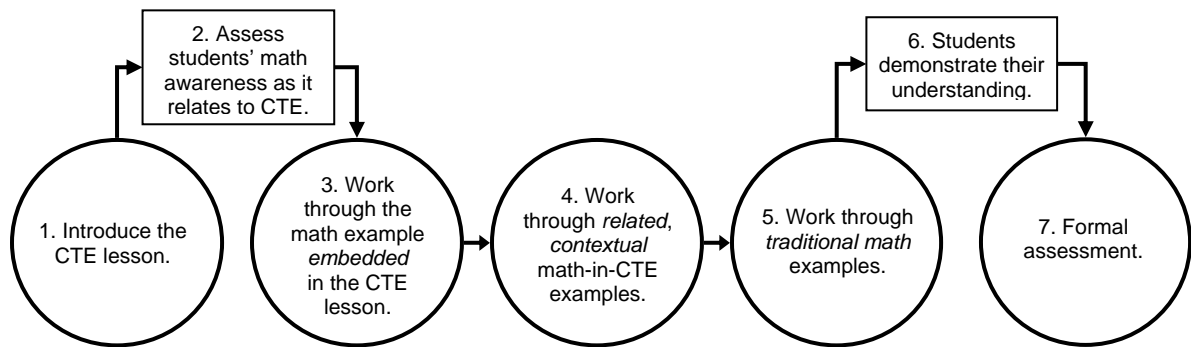 2. Assess
students’ math
awareness as it
relates to CTE.
6. Students
demonstrate their
understanding.
1. Introduce the
CTE lesson.
3. Work
through the
math example
embedded
in the CTE
lesson.
4. Work
through related,
contextual
math-in-CTE
examples.
5. Work through
traditional math
examples.
7. Formal
assessment.